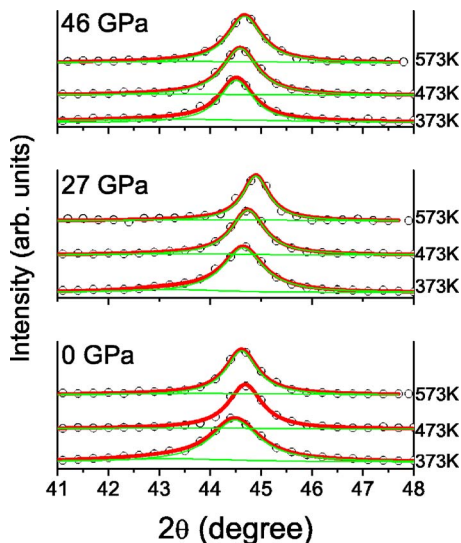 46 GPa
573K
473K
373K
27 GPa
573K
473K
373K
0 GPa
573K
473K
373K
Intensity (arb. units)
41 42 43 44 45 46 47 48
2θ (degree)